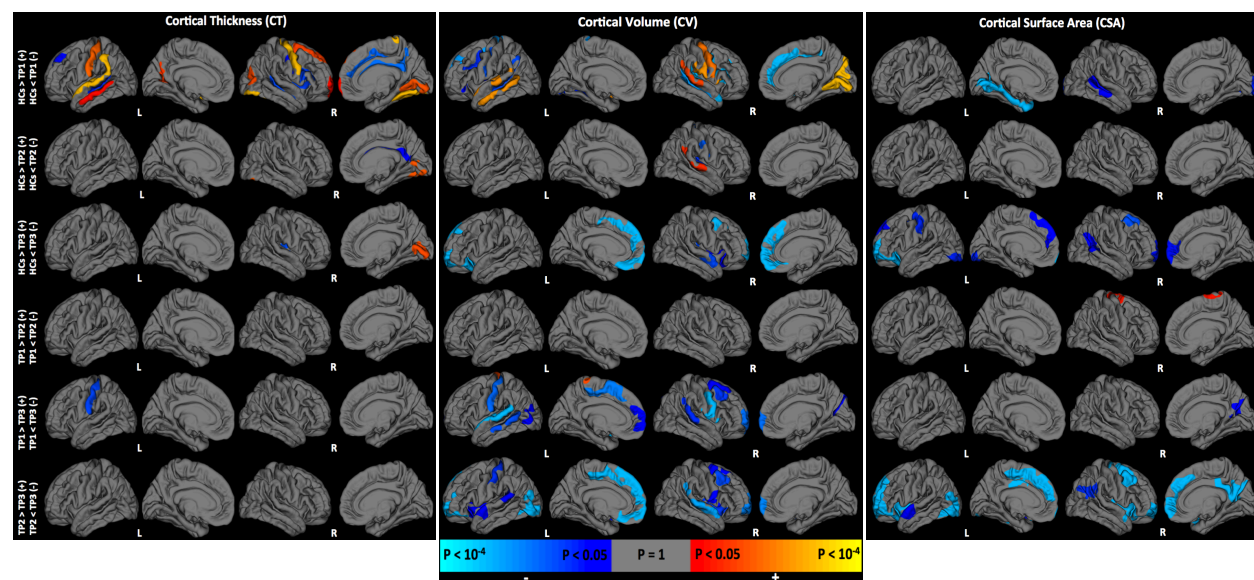 Cortical Thickness (CT)
Cortical Volume (CV)
Cortical Surface Area (CSA)
HCs > TP1 (+)
HCs < TP1 (-)
L
R
L
R
L
R
HCs > TP2 (+)
HCs < TP2 (-)
L
R
L
R
L
R
HCs > TP3 (+)
HCs < TP3 (-)
L
R
L
R
L
R
TP1 > TP2 (+)
TP1 < TP2 (-)
L
R
L
R
L
R
TP1 > TP3 (+)
TP1 < TP3 (-)
L
R
L
R
L
R
TP2 > TP3 (+)
TP2 < TP3 (-)
L
R
L
R
L
R
P < 10⁻⁴
P < 0.05
P = 1
P < 0.05
P < 10⁻⁴
-
+